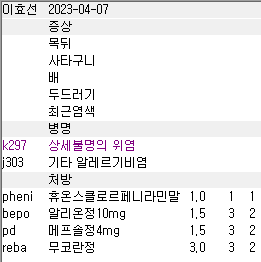 이효선 2023-04-07
증상
목뒤
사타구니
배
두드러기
최근염색
병명
k297 상세불명의 위염
j303 기타 알레르기비염
처방
pheni 휴온스클로르페니라민말 1.0 1 1
bepo 알리온정10mg 1.5 3 2
pd 메프솔정4mg 1.5 3 2
reba 무코란정 3.0 3 2